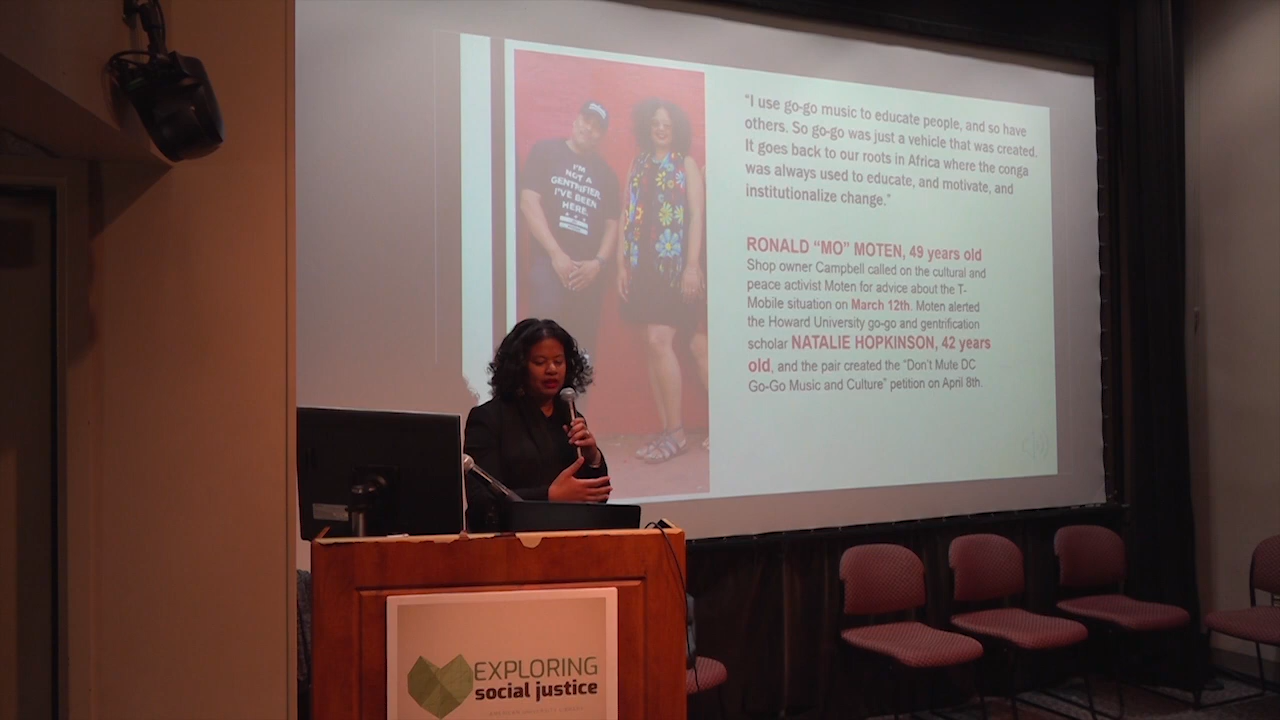 "I use go-go music to educate people, and so have
others. So go-go was just a vehicle that was created.
It goes back to our roots in Africa where the conga
was always used to educate, and motivate, and
institutionalize change."
RONALD “MO” MOTEN, 49 years old
Shop owner Campbell called on the cultural and
peace activist Moten for advice about the T-
Mobile situation on March 12th. Moten alerted
the Howard University go-go and gentrification
scholar NATALIE HOPKINSON, 42 years
old, and the pair created the “Don’t Mute DC
Go-Go Music and Culture” petition on April 8th.
I'M
NOT A
GENTRIFIER
I'VE BEEN
HERE.
EXPLORING
social justice